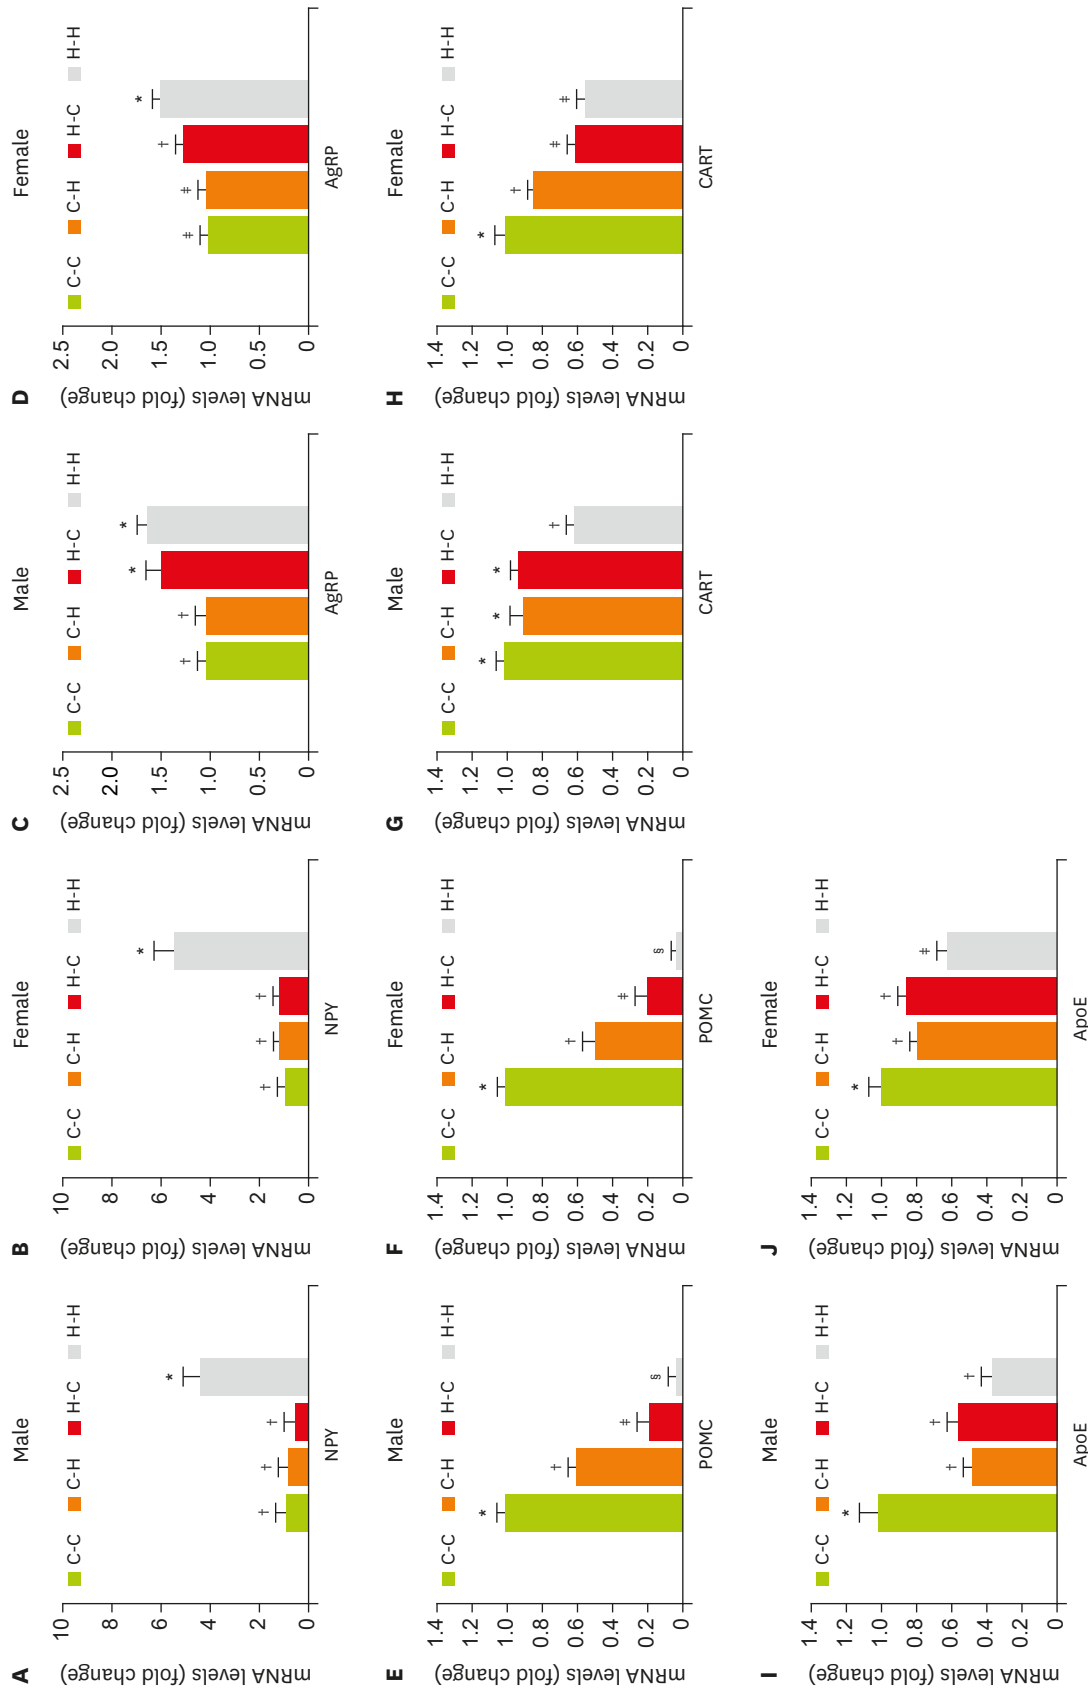 A
Male
C-C C-H H-C H-H
mRNA levels (fold change)
10
8
6
4
2
0
†
†
†
*
NPY
B
Female
C-C C-H H-C H-H
mRNA levels (fold change)
10
8
6
4
2
0
†
†
†
*
NPY
C
Male
C-C C-H H-C H-H
mRNA levels (fold change)
2.5
2.0
1.5
1.0
0.5
0
†
†
*
*
AgRP
D
Female
C-C C-H H-C H-H
mRNA levels (fold change)
2.5
2.0
1.5
1.0
0.5
0
‡
‡
†
*
AgRP
E
Male
C-C C-H H-C H-H
mRNA levels (fold change)
1.4
1.2
1.0
0.8
0.6
0.4
0.2
0
*
†
‡
§
POMC
F
Female
C-C C-H H-C H-H
mRNA levels (fold change)
1.4
1.2
1.0
0.8
0.6
0.4
0.2
0
*
†
‡
§
POMC
G
Male
C-C C-H H-C H-H
mRNA levels (fold change)
1.4
1.2
1.0
0.8
0.6
0.4
0.2
0
*
*
*
†
CART
H
Female
C-C C-H H-C H-H
mRNA levels (fold change)
1.4
1.2
1.0
0.8
0.6
0.4
0.2
0
*
†
‡
‡
CART
I
Male
C-C C-H H-C H-H
mRNA levels (fold change)
1.4
1.2
1.0
0.8
0.6
0.4
0.2
0
*
†
†
†
ApoE
J
Female
C-C C-H H-C H-H
mRNA levels (fold change)
1.4
1.2
1.0
0.8
0.6
0.4
0.2
0
*
†
†
‡
ApoE